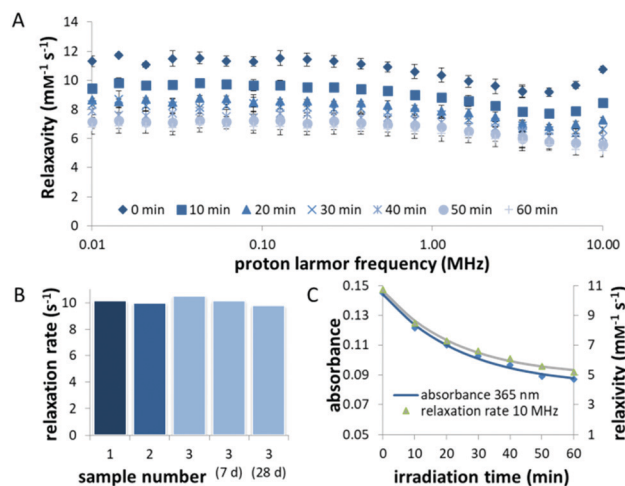 A
14
12
10
8
6
4
2
0
Relaxavity (mM⁻¹ s⁻¹)
0 min 10 min 20 min 30 min 40 min 50 min 60 min
0.01 0.10 1.00 10.00
proton larmor frequency (MHz)
B
10
8
6
4
2
0
relaxation rate (s⁻¹)
1 2 3 3 3
(7 d) (28 d)
sample number
C
0.15
0.13
0.11
0.09
0.07
0.05
absorbance
absorbance 365 nm
relaxation rate 10 MHz
11
9
7
5
3
1
relaxivity (mM⁻¹ s⁻¹)
0 10 20 30 40 50 60
irradiation time (min)